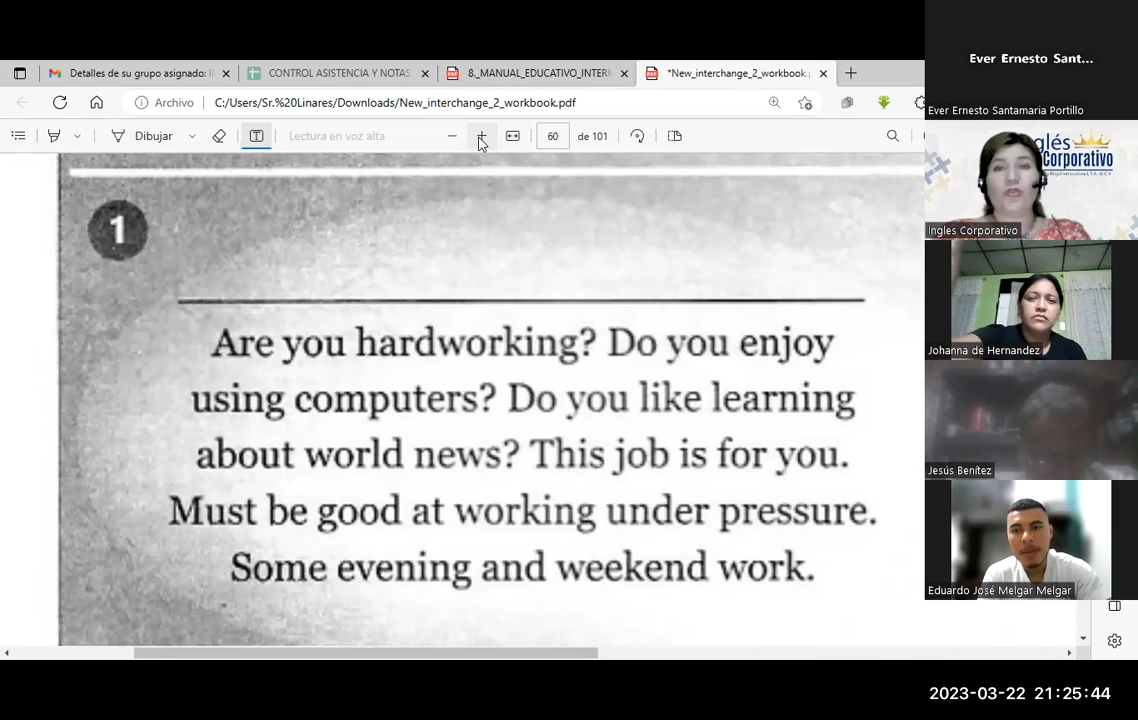 Ever Ernesto Sant...
Ever Ernesto Santamaria Portillo
Detalles de su grupo asignado: I
CONTROL ASISTENCIA Y NOTAS
8._MANUAL_EDUCATIVO_INTER
*New_interchange_2_workbook.
Archivo
C:/Users/Sr.%20Linares/Downloads/New_interchange_2_workbook.pdf
Dibujar
Lectura en voz alta
60
de 101
1
Are you hardworking? Do you enjoy
using computers? Do you like learning
about world news? This job is for you.
Must be good at working under pressure.
Some evening and weekend work.
Corporativo
Ingles Corporativo
Johanna de Hernandez
Jesús Benítez
Eduardo José Melgar Melgar
2023-03-22 21:25:44